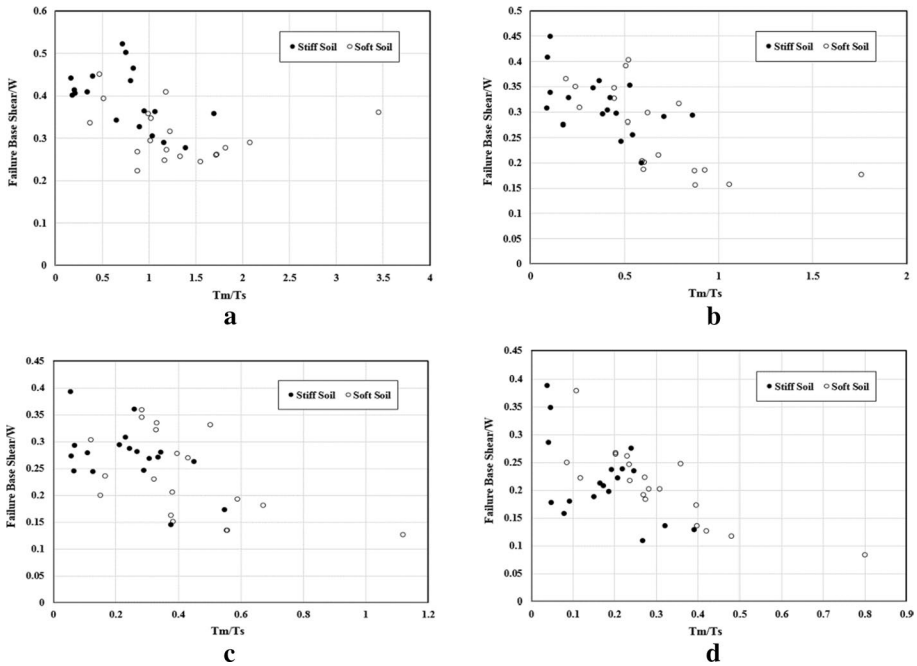 0.6
0.5
0.4
0.3
0.2
0.1
0
Failure Base Shear/W
Stiff Soil Soft Soil
0 0.5 1 1.5 2 2.5 3 3.5 4
Tm/Ts
a
0.5
0.45
0.4
0.35
0.3
0.25
0.2
0.15
0.1
0.05
0
Failure Base Shear/W
Stiff Soil Soft Soil
0 0.5 1 1.5 2
Tm/Ts
b
0.45
0.4
0.35
0.3
0.25
0.2
0.15
0.1
0.05
0
Failure Base Shear/W
Stiff Soil Soft Soil
0 0.2 0.4 0.6 0.8 1 1.2
Tm/Ts
c
0.45
0.4
0.35
0.3
0.25
0.2
0.15
0.1
0.05
0
Failure Base Shear/W
Stiff Soil Soft Soil
0 0.1 0.2 0.3 0.4 0.5 0.6 0.7 0.8 0.9
Tm/Ts
d